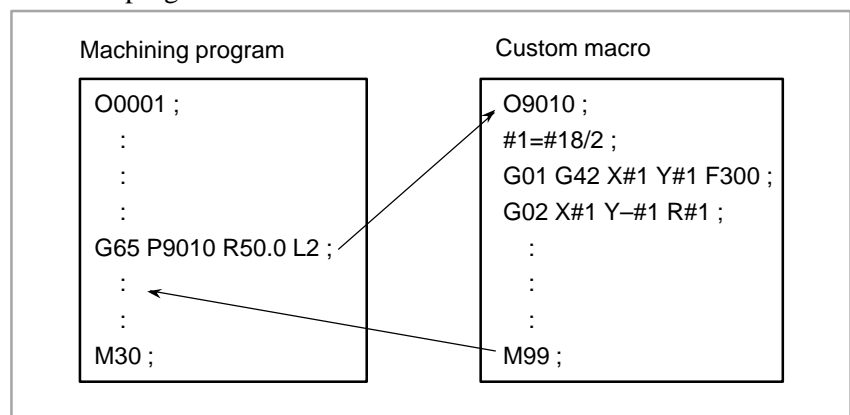 Machining program
O0001 ;
:
:
:
G65 P9010 R50.0 L2 ;
:
:
M30 ;
Custom macro
O9010 ;
#1=#18/2 ;
G01 G42 X#1 Y#1 F300 ;
G02 X#1 Y–#1 R#1 ;
:
:
:
M99 ;